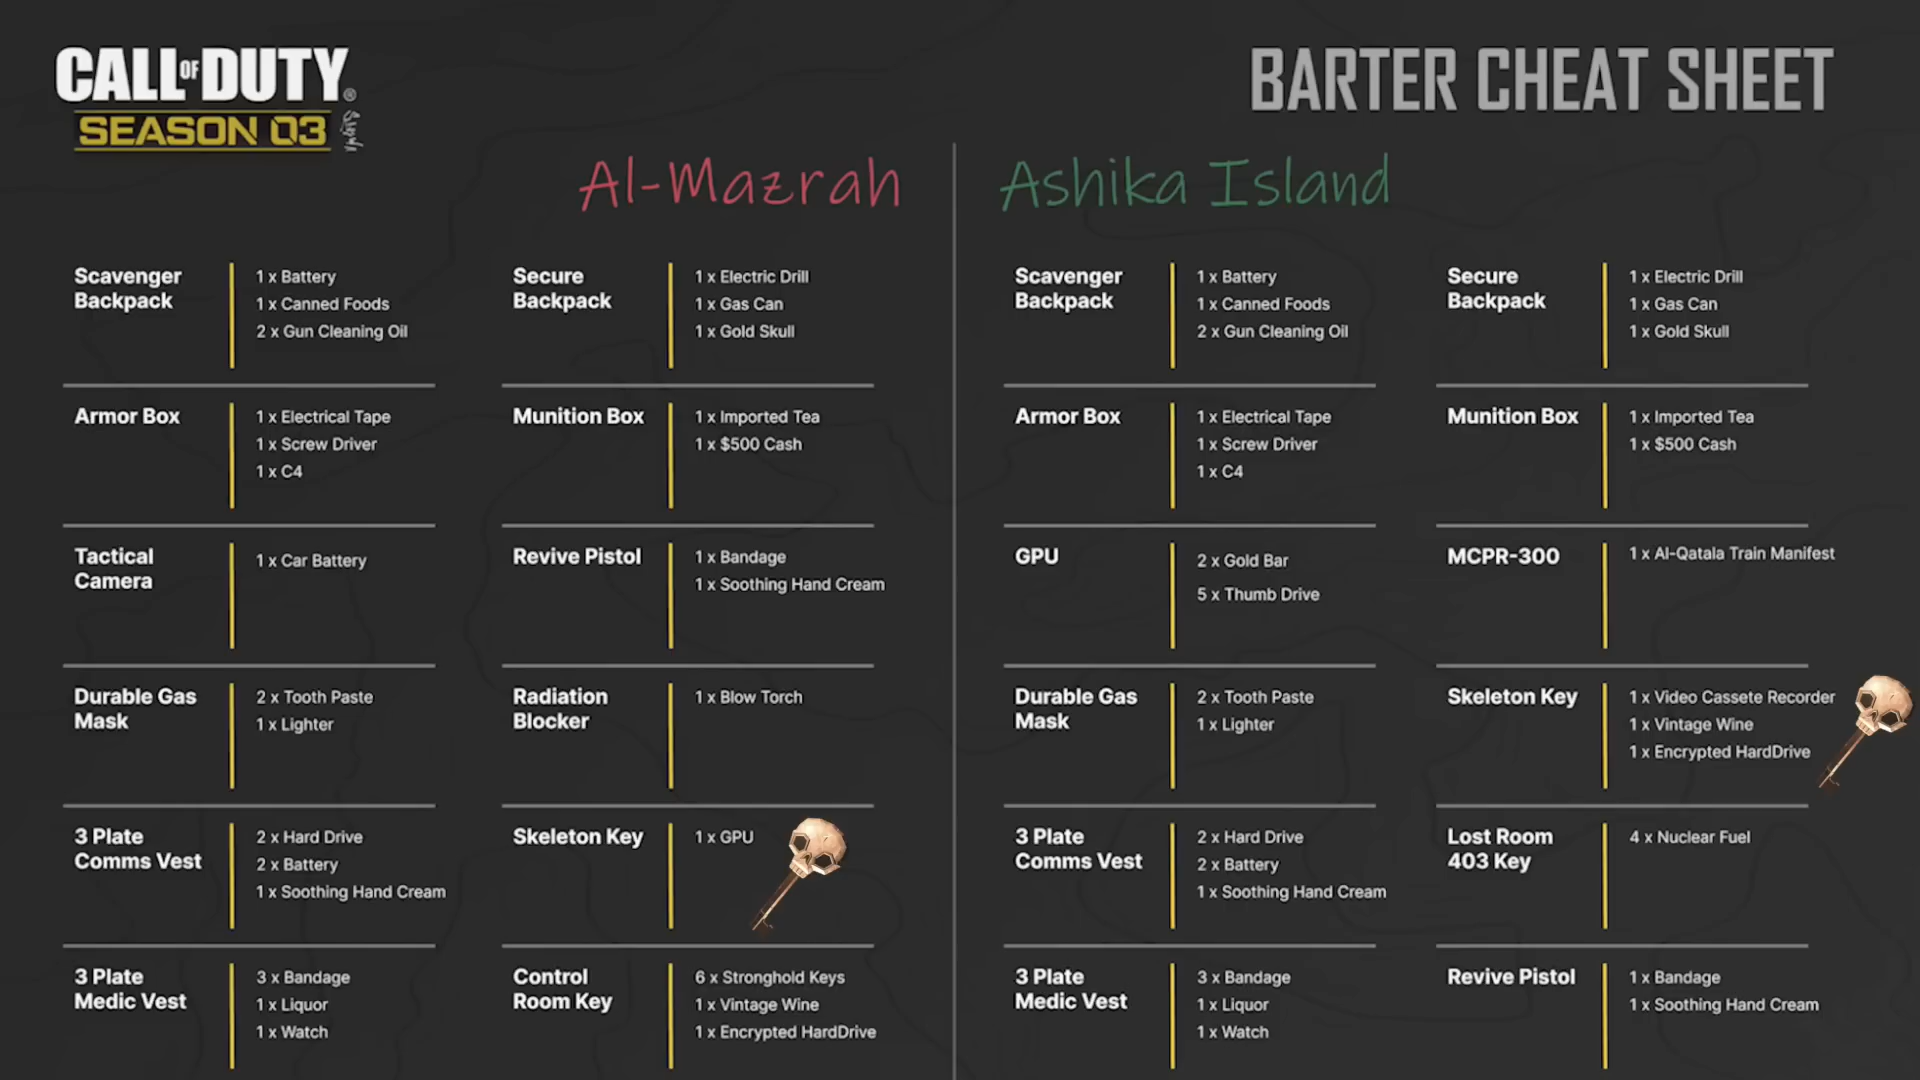 CALL OF DUTY®
SEASON 03
BARTER CHEAT SHEET
Al-Mazrah
Scavenger
Backpack
1 x Battery
1 x Canned Foods
2 x Gun Cleaning Oil
Secure
Backpack
1 x Electric Drill
1 x Gas Can
1 x Gold Skull
Armor Box
1 x Electrical Tape
1 x Screw Driver
1 x C4
Munition Box
1 x Imported Tea
1 x $500 Cash
Tactical
Camera
1 x Car Battery
Revive Pistol
1 x Bandage
1 x Soothing Hand Cream
Durable Gas
Mask
2 x Tooth Paste
1 x Lighter
Radiation
Blocker
1 x Blow Torch
3 Plate
Comms Vest
2 x Hard Drive
2 x Battery
1 x Soothing Hand Cream
Skeleton Key
1 x GPU
3 Plate
Medic Vest
3 x Bandage
1 x Liquor
1 x Watch
Control
Room Key
6 x Stronghold Keys
1 x Vintage Wine
1 x Encrypted HardDrive
Ashika Island
Scavenger
Backpack
1 x Battery
1 x Canned Foods
2 x Gun Cleaning Oil
Secure
Backpack
1 x Electric Drill
1 x Gas Can
1 x Gold Skull
Armor Box
1 x Electrical Tape
1 x Screw Driver
1 x C4
Munition Box
1 x Imported Tea
1 x $500 Cash
GPU
2 x Gold Bar
5 x Thumb Drive
MCPR-300
1 x Al-Qatala Train Manifest
Durable Gas
Mask
2 x Tooth Paste
1 x Lighter
Skeleton Key
1 x Video Cassete Recorder
1 x Vintage Wine
1 x Encrypted HardDrive
3 Plate
Comms Vest
2 x Hard Drive
2 x Battery
1 x Soothing Hand Cream
Lost Room
403 Key
4 x Nuclear Fuel
3 Plate
Medic Vest
3 x Bandage
1 x Liquor
1 x Watch
Revive Pistol
1 x Bandage
1 x Soothing Hand Cream